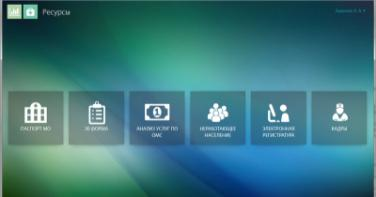 Ресурсы
ПАСПОРТ МО
30 ФОРМА
АНАЛИЗ УСЛУГ ПО
ОМС
НЕРАБОТАЮЩЕЕ
НАСЕЛЕНИЕ
ЭЛЕКТРОННАЯ
РЕГИСТРАТУРА
КАДРЫ